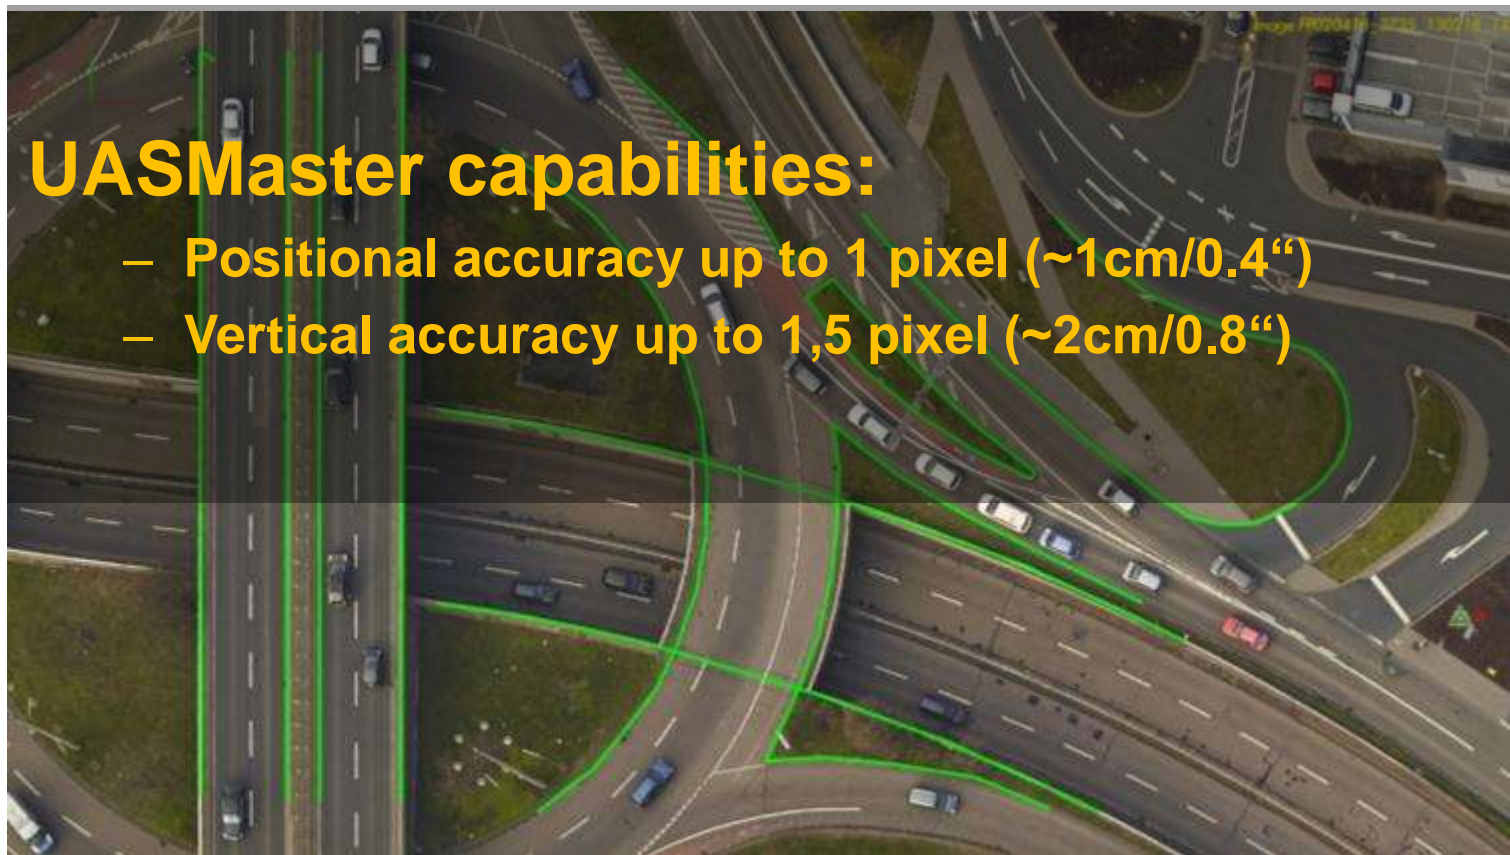 UASMaster capabilities:
– Positional accuracy up to 1 pixel (~1cm/0.4“)
– Vertical accuracy up to 1,5 pixel (~2cm/0.8“)